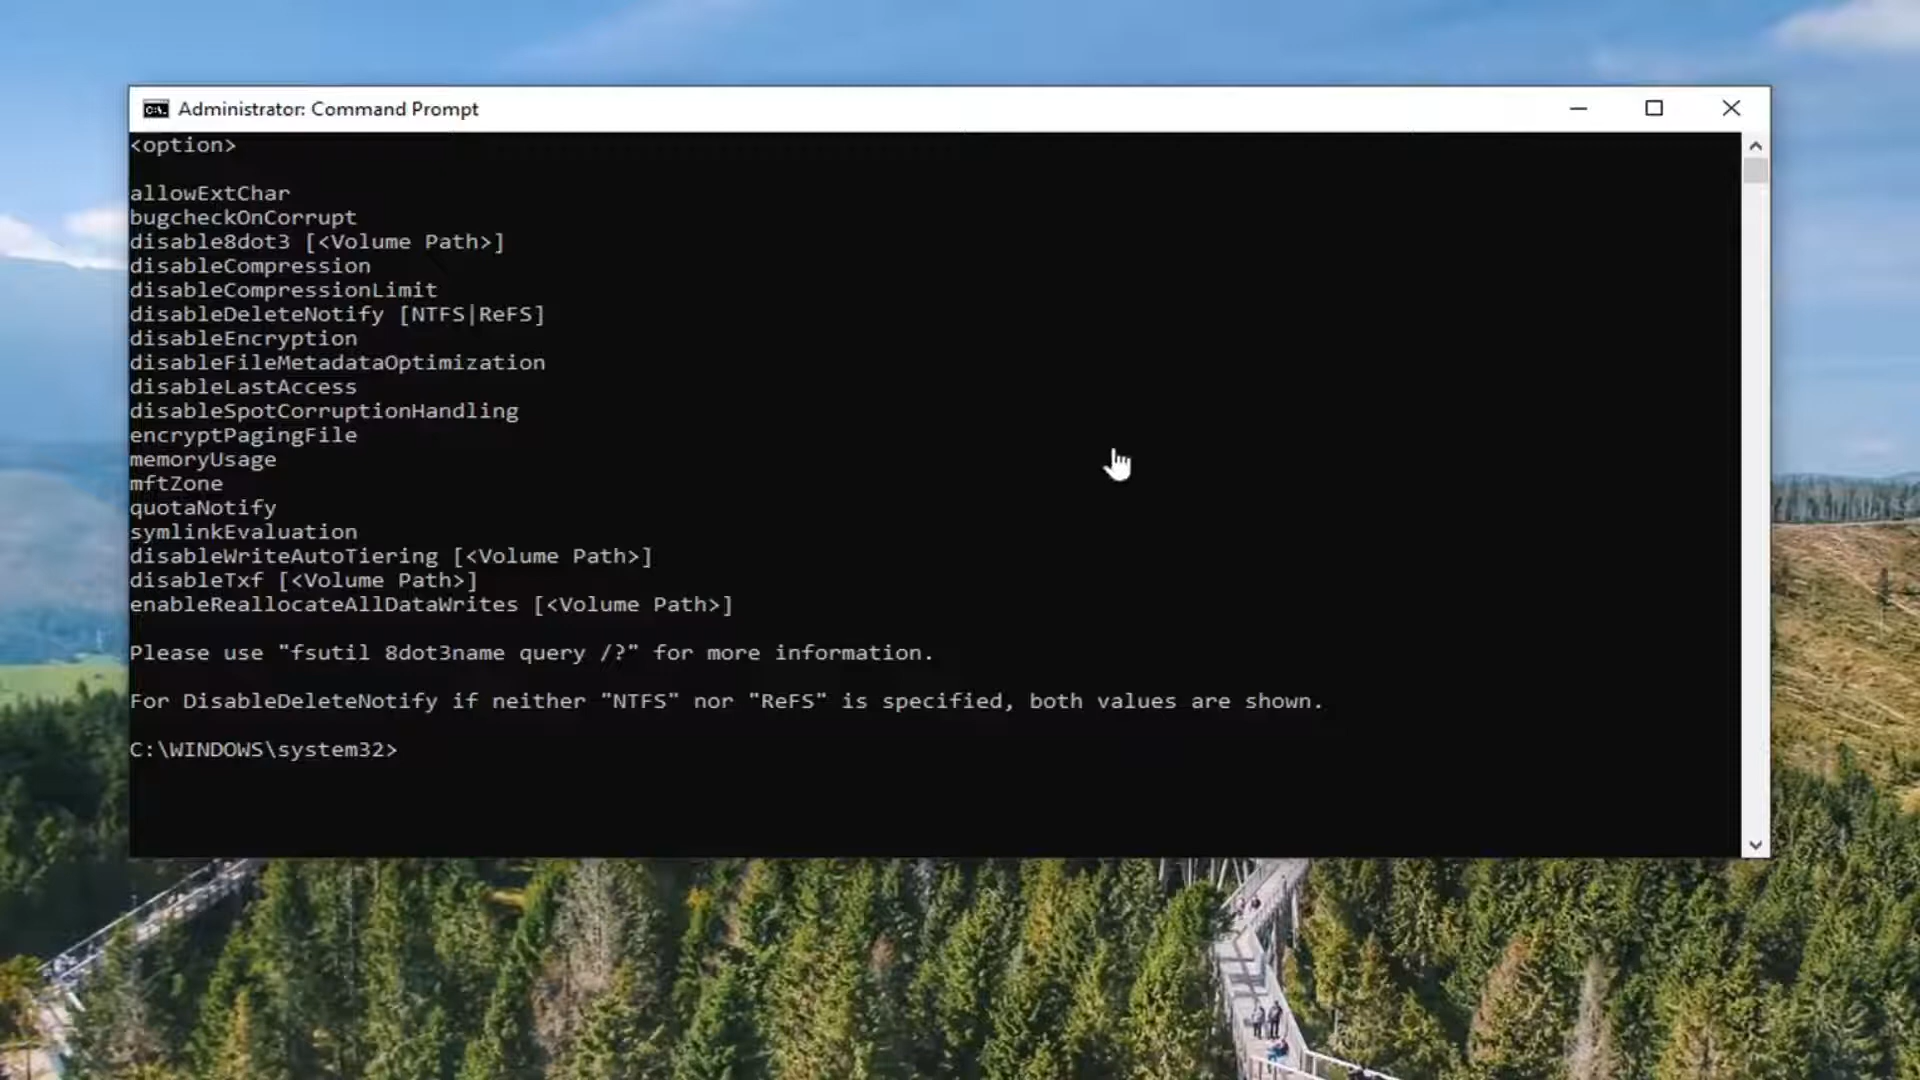 Administrator: Command Prompt
<option>
allowExtChar
bugcheckOnCorrupt
disable8dot3 [<Volume Path>]
disableCompression
disableCompressionLimit
disableDeleteNotify [NTFS|ReFS]
disableEncryption
disableFileMetadataOptimization
disableLastAccess
disableSpotCorruptionHandling
encryptPagingFile
memoryUsage
mftZone
quotaNotify
symlinkEvaluation
disableWriteAutoTiering [<Volume Path>]
disableTxf [<Volume Path>]
enableReallocateAllDataWrites [<Volume Path>]
Please use "fsutil 8dot3name query /?" for more information.
For DisableDeleteNotify if neither "NTFS" nor "ReFS" is specified, both values are shown.
C:\WINDOWS\system32>